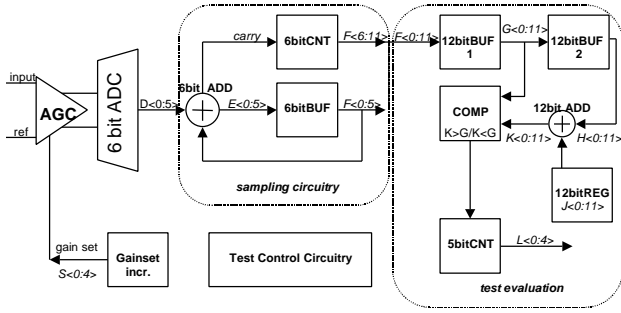 carry
6bitCNT
F<6:11>
F<0:11>
12bitBUF
1
G<0:11>
12bitBUF
2
input
AGC
ref
6 bit ADC
D<0:5>
6bit ADD
E<0:5>
6bitBUF
F<0:5>
COMP
K>G/K<G
12bit ADD
K<0:11>
H<0:11>
12bitREG
J<0:11>
sampling circuitry
gain set
S<0:4>
Gainset
incr.
Test Control Circuitry
5bitCNT
L<0:4>
test evaluation